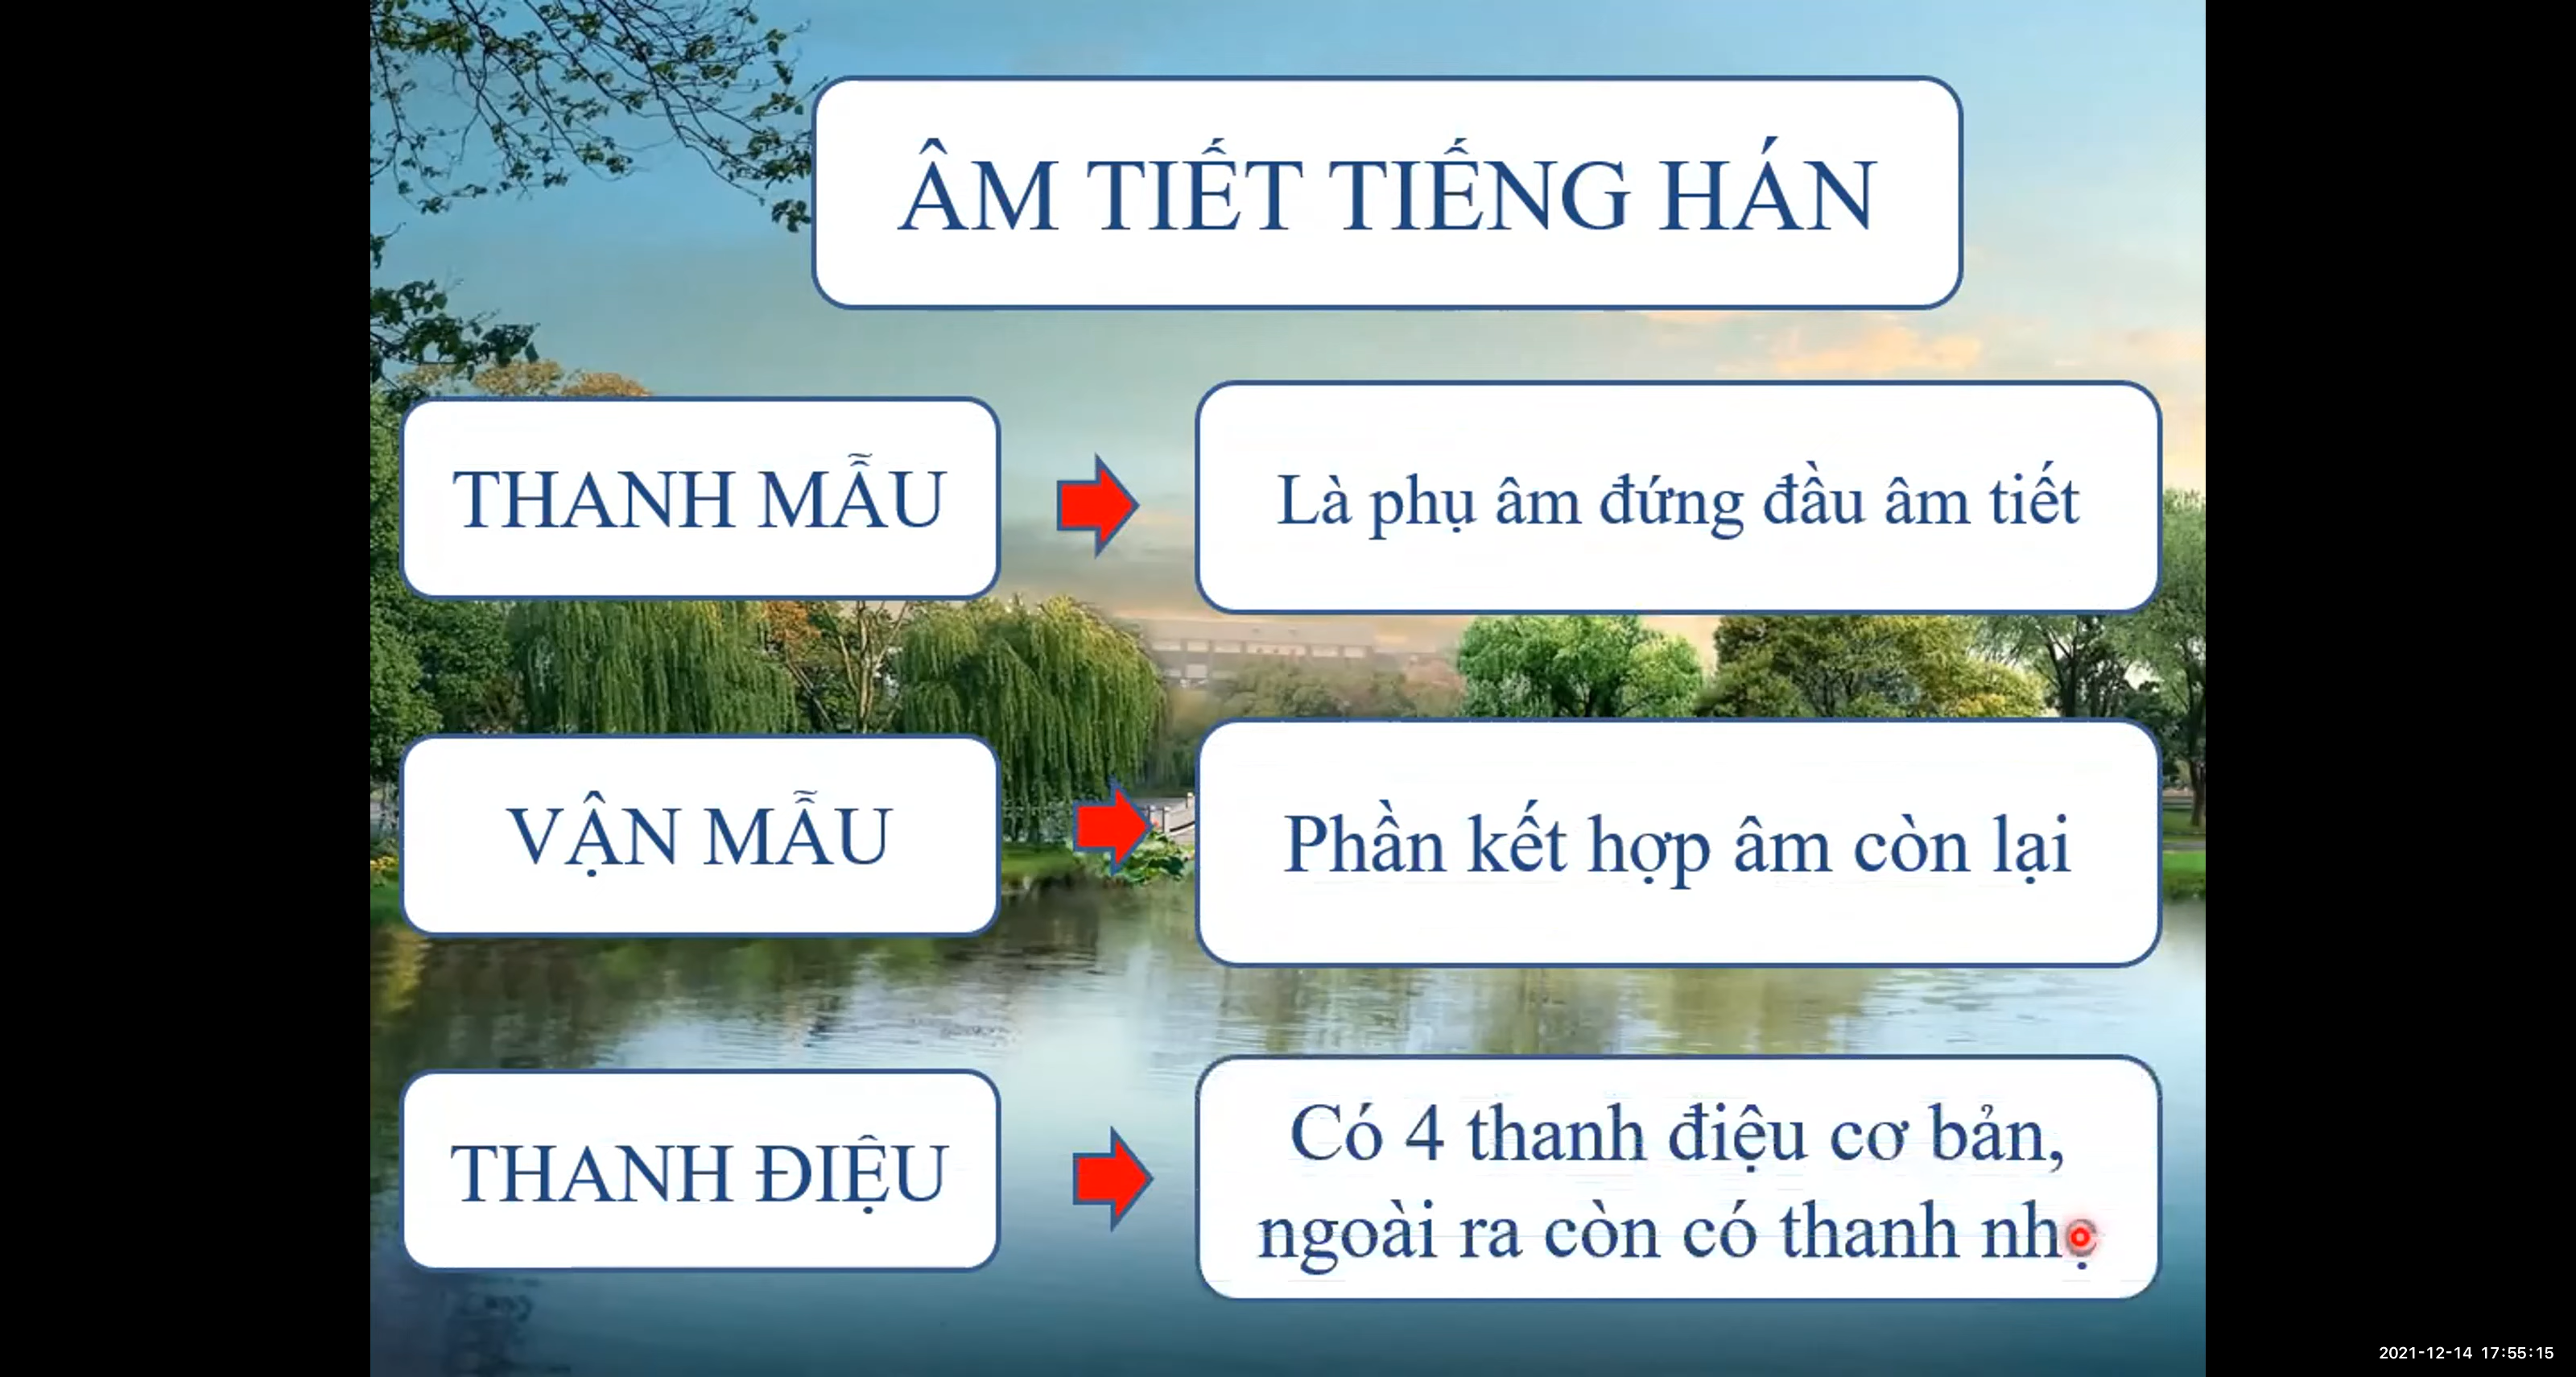 ÂM TIẾT TIẾNG HÁN
THANH MẪU
Là phụ âm đứng đầu âm tiết
VẬN MẪU
Phần kết hợp âm còn lại
THANH ĐIỆU
Có 4 thanh điệu cơ bản,
ngoài ra còn có thanh nhẹ
2021-12-14 17:55:15